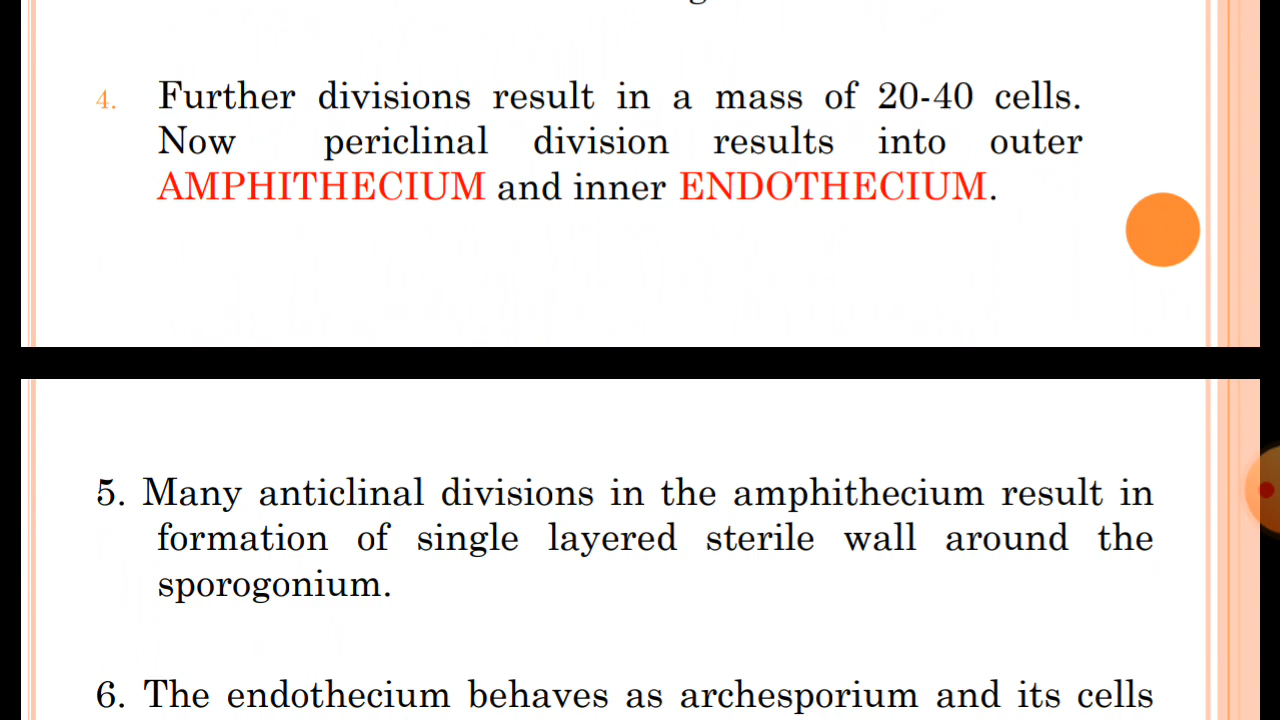 4. Further divisions result in a mass of 20-40 cells.
Now periclinal division results into outer
AMPHITHECIUM and inner ENDOTHECIUM.
5. Many anticlinal divisions in the amphithecium result in
formation of single layered sterile wall around the
sporogonium.
6. The endothecium behaves as archesporium and its cells